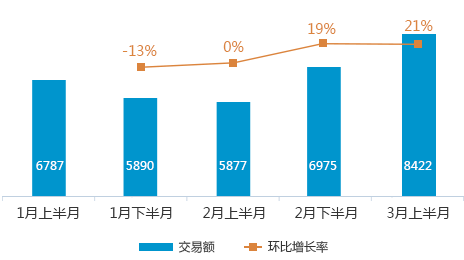 -13%
0%
19%
21%
6787
5890
5877
6975
8422
1月上半月
1月下半月
2月上半月
2月下半月
3月上半月
交易额
环比增长率